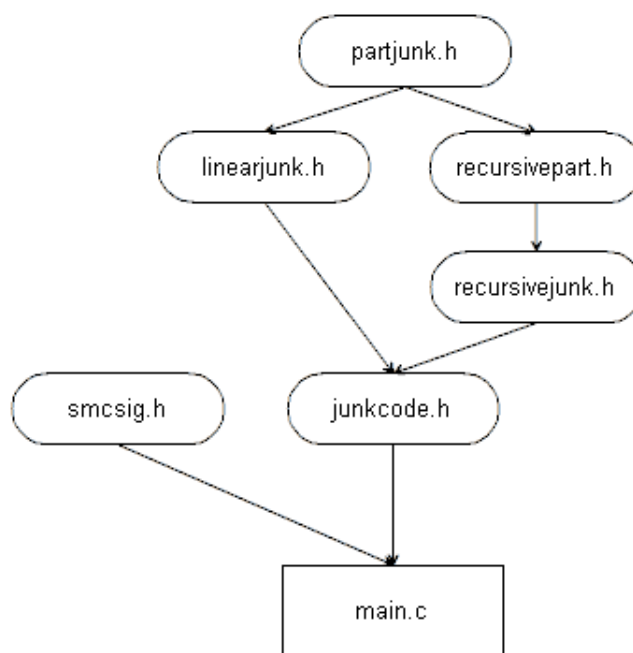 partjunk.h
linearjunk.h
recursivepart.h
recursivejunk.h
smcsig.h
junkcode.h
main.c